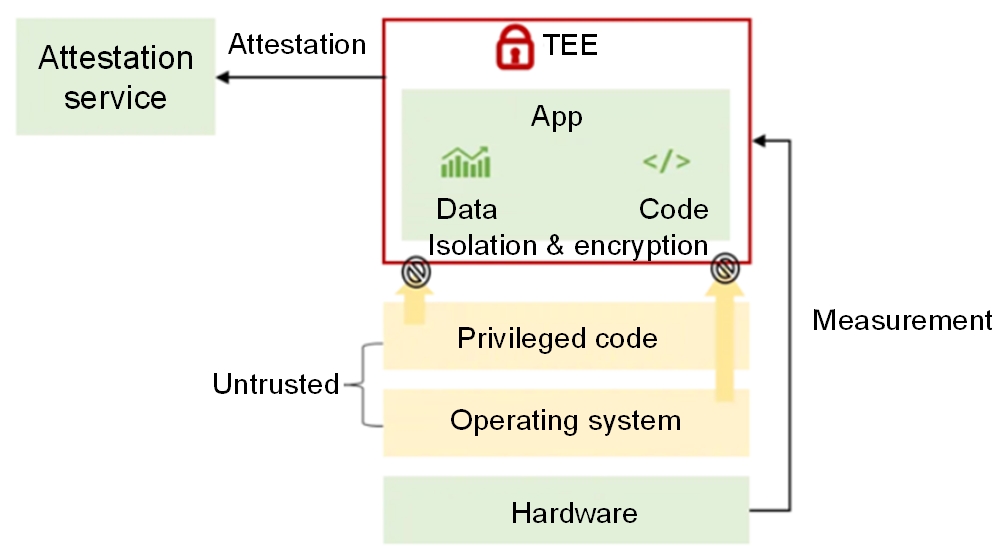 Attestation
service
Attestation
TEE
App
</>
Data
Code
Isolation & encryption
Privileged code
Measurement
Untrusted
Operating system
Hardware